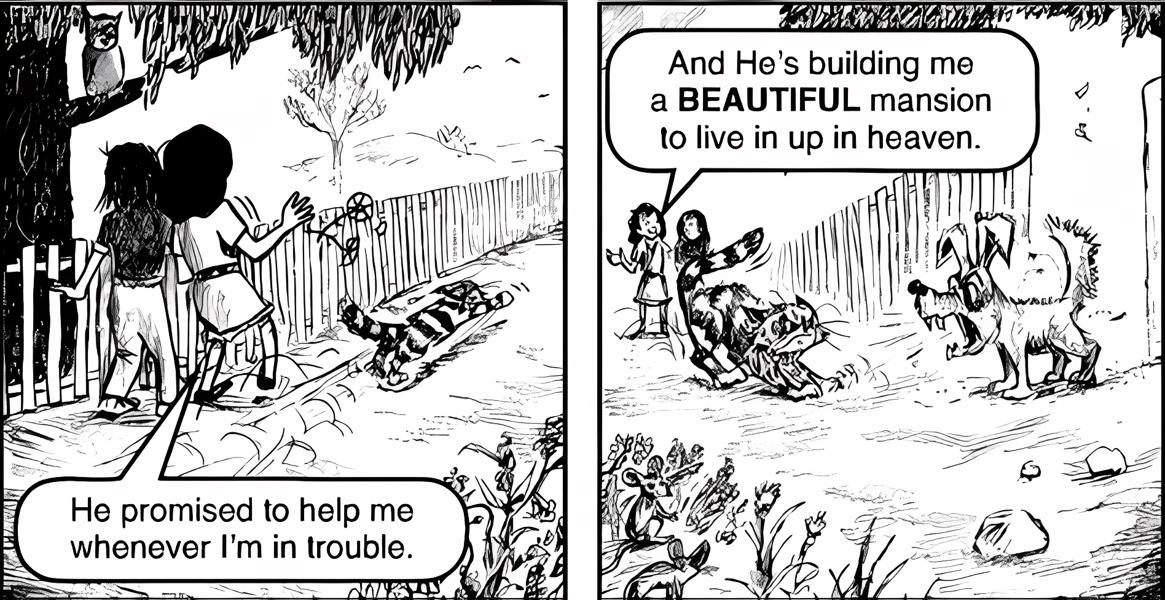 He promised to help me
whenever I'm in trouble.
And He's building me
a BEAUTIFUL mansion
to live in up in heaven.